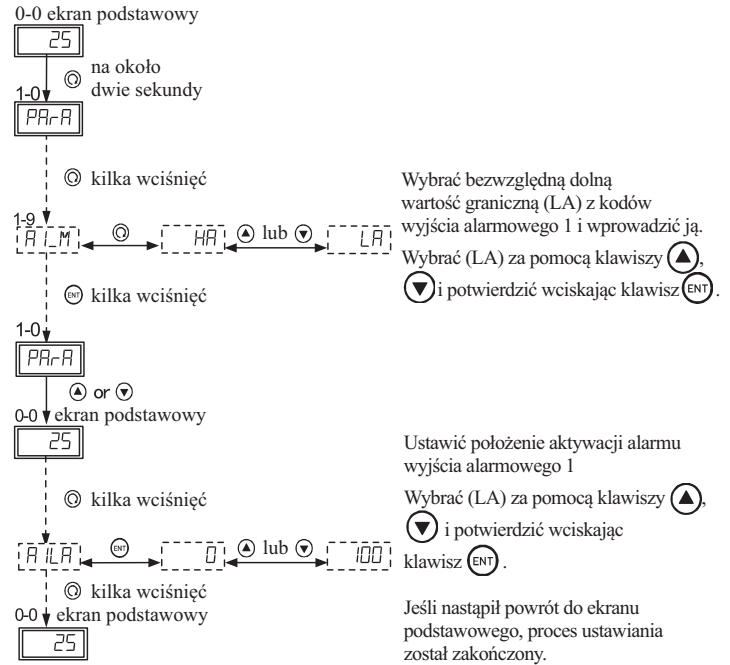 0-0 ekran podstawowy
25
na około
dwie sekundy
1-0
PArA
kilka wciśnięć
Wybrać bezwzględną dolną
wartość graniczną (LA) z kodów
wyjścia alarmowego 1 i wprowadzić ją.
1-9
A1_M HA lub LA
Wybrać (LA) za pomocą klawiszy ,
i potwierdzić wciskając klawisz ENT .
ENT kilka wciśnięć
1-0
PArA
or
0-0 ekran podstawowy
25
Ustawić położenie aktywacji alarmu
wyjścia alarmowego 1
kilka wciśnięć
Wybrać (LA) za pomocą klawiszy ,
i potwierdzić wciskając
klawisz ENT .
A1LA ENT 0 lub 100
kilka wciśnięć
0-0 ekran podstawowy
25
Jeśli nastąpił powrót do ekranu
podstawowego, proces ustawiania
został zakończony.